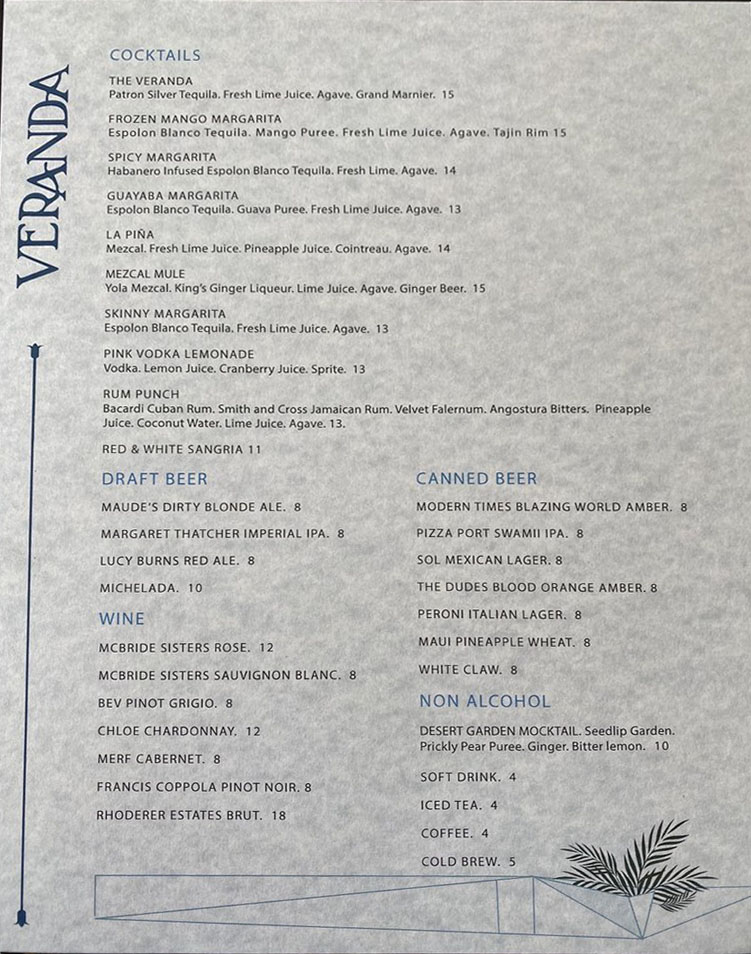 VERANDA
COCKTAILS
THE VERANDA
Patron Silver Tequila. Fresh Lime Juice. Agave. Grand Marnier. 15
FROZEN MANGO MARGARITA
Espolon Blanco Tequila. Mango Puree. Fresh Lime Juice. Agave. Tajin Rim 15
SPICY MARGARITA
Habanero Infused Espolon Blanco Tequila. Fresh Lime. Agave. 14
GUAYABA MARGARITA
Espolon Blanco Tequila. Guava Puree. Fresh Lime Juice. Agave. 13
LA PIÑA
Mezcal. Fresh Lime Juice. Pineapple Juice. Cointreau. Agave. 14
MEZCAL MULE
Yola Mezcal. King's Ginger Liqueur. Lime Juice. Agave. Ginger Beer. 15
SKINNY MARGARITA
Espolon Blanco Tequila. Fresh Lime Juice. Agave. 13
PINK VODKA LEMONADE
Vodka. Lemon Juice. Cranberry Juice. Sprite. 13
RUM PUNCH
Bacardi Cuban Rum. Smith and Cross Jamaican Rum. Velvet Falernum. Angostura Bitters. Pineapple
Juice. Coconut Water. Lime Juice. Agave. 13.
RED & WHITE SANGRIA 11
DRAFT BEER
MAUDE'S DIRTY BLONDE ALE. 8
MARGARET THATCHER IMPERIAL IPA. 8
LUCY BURNS RED ALE. 8
MICHELADA. 10
WINE
MCBRIDE SISTERS ROSE. 12
MCBRIDE SISTERS SAUVIGNON BLANC. 8
BEV PINOT GRIGIO. 8
CHLOE CHARDONNAY. 12
MERF CABERNET. 8
FRANCIS COPPOLA PINOT NOIR. 8
RHODERER ESTATES BRUT. 18
CANNED BEER
MODERN TIMES BLAZING WORLD AMBER. 8
PIZZA PORT SWAMII IPA. 8
SOL MEXICAN LAGER. 8
THE DUDES BLOOD ORANGE AMBER. 8
PERONI ITALIAN LAGER. 8
MAUI PINEAPPLE WHEAT. 8
WHITE CLAW. 8
NON ALCOHOL
DESERT GARDEN MOCKTAIL. Seedlip Garden.
Prickly Pear Puree. Ginger. Bitter lemon. 10
SOFT DRINK. 4
ICED TEA. 4
COFFEE. 4
COLD BREW. 5